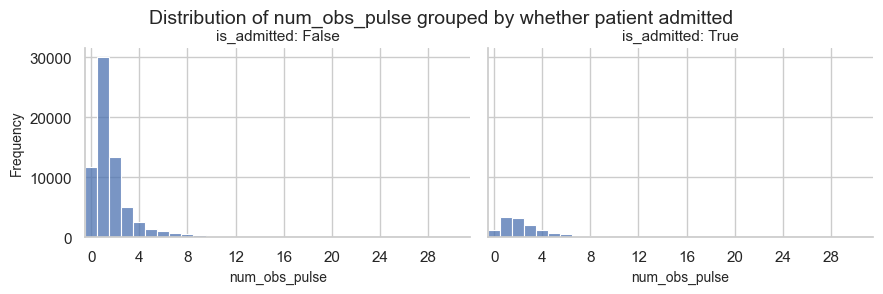 Distribution of num_obs_pulse grouped by whether patient admitted
is_admitted: False
is_admitted: True
Frequency
30000
20000
10000
0
0 4 8 12 16 20 24 28
0 4 8 12 16 20 24 28
num_obs_pulse
num_obs_pulse